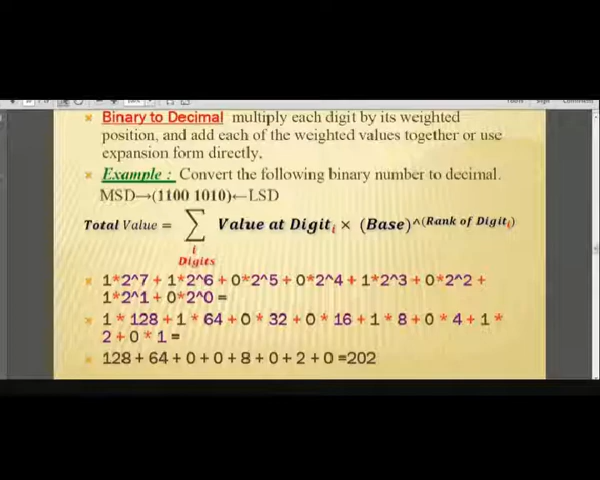 Binary to Decimal multiply each digit by its weighted
position, and add each of the weighted values together or use
expansion form directly.
Example : Convert the following binary number to decimal.
MSD→(1100 1010)←LSD
Total Value = ∑ Value at Digit i × (Base)^(Rank of Digit i)
i
Digits
1*2^7 + 1*2^6 + 0*2^5 + 0*2^4 + 1*2^3 + 0*2^2 +
1*2^1 + 0*2^0 =
1 * 128 + 1 * 64 + 0 * 32 + 0 * 16 + 1 * 8 + 0 * 4 + 1 *
2 + 0 * 1 =
128 + 64 + 0 + 0 + 8 + 0 + 2 + 0 =202